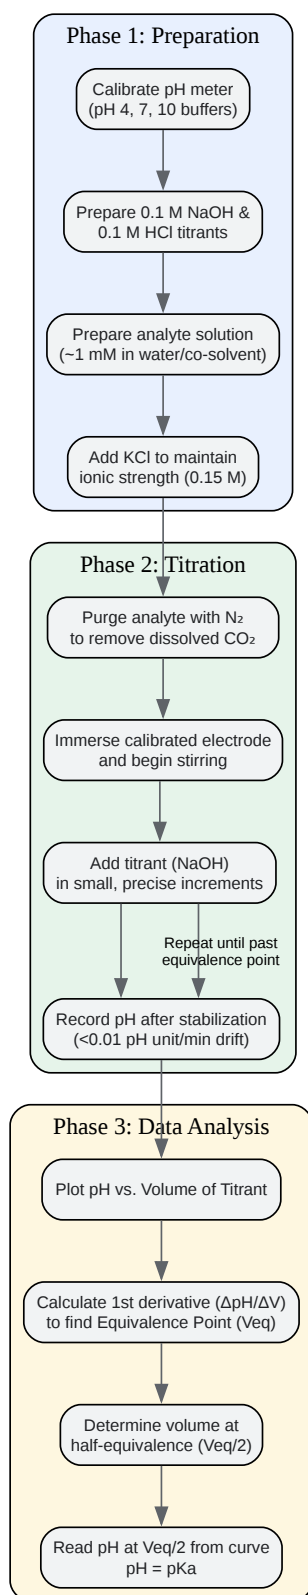 Phase 1: Preparation
Calibrate pH meter
(pH 4, 7, 10 buffers)
Prepare 0.1 M NaOH &
0.1 M HCl titrants
Prepare analyte solution
(~1 mM in water/co-solvent)
Add KCl to maintain
ionic strength (0.15 M)
Phase 2: Titration
Purge analyte with N₂
to remove dissolved CO₂
Immerse calibrated electrode
and begin stirring
Add titrant (NaOH)
in small, precise increments
Repeat until past
equivalence point
Record pH after stabilization
(<0.01 pH unit/min drift)
Phase 3: Data Analysis
Plot pH vs. Volume of Titrant
Calculate 1st derivative (ΔpH/ΔV)
to find Equivalence Point (Veq)
Determine volume at
half-equivalence (Veq/2)
Read pH at Veq/2 from curve
pH = pKa